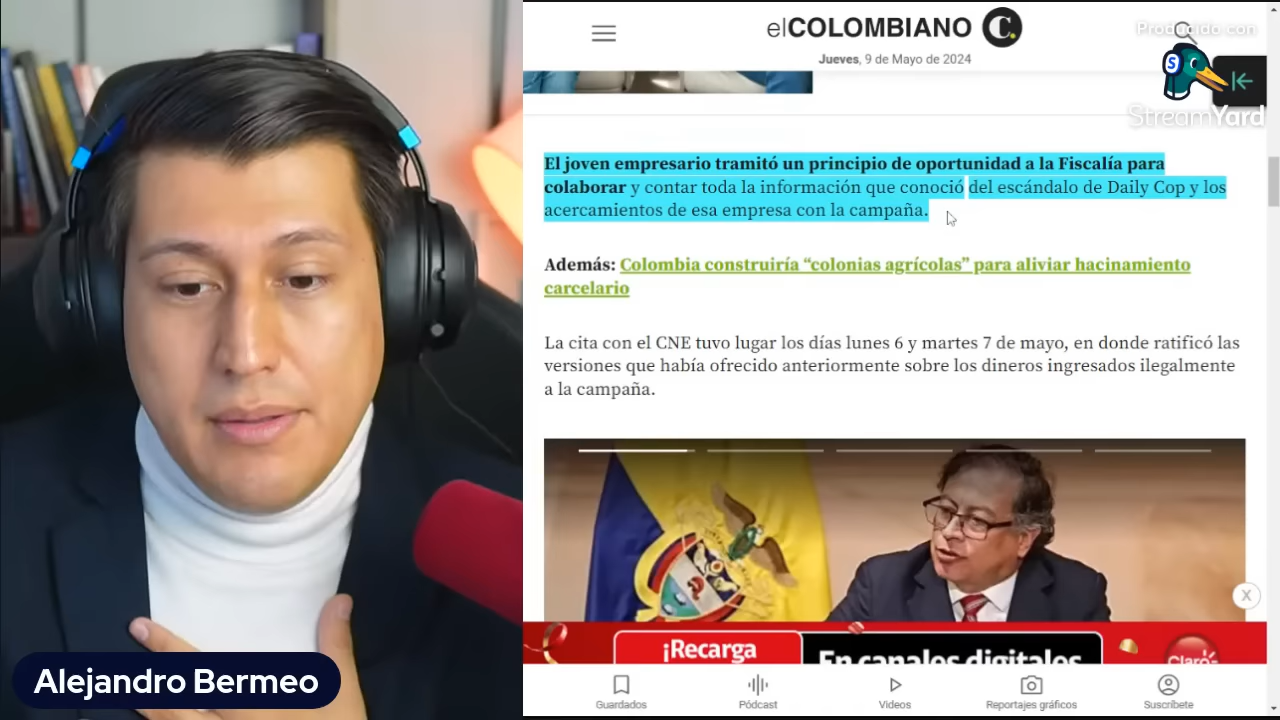 elCOLOMBIANO C.
Jueves, 9 de Mayo de 2024
Producido con
S
StreamYard
El joven empresario tramitó un principio de oportunidad a la Fiscalía para
colaborar y contar toda la información que conoció del escándalo de Daily Cop y los
acercamientos de esa empresa con la campaña.
Además: Colombia construiría “colonias agrícolas” para aliviar hacinamiento
carcelario
La cita con el CNE tuvo lugar los días lunes 6 y martes 7 de mayo, en donde ratificó las
versiones que había ofrecido anteriormente sobre los dineros ingresados ilegalmente
a la campaña.
X
¡Recarga
En canales digitales
Claro
Guardados
Pódcast
Videos
Reportajes gráficos
Suscríbete
Alejandro Bermeo